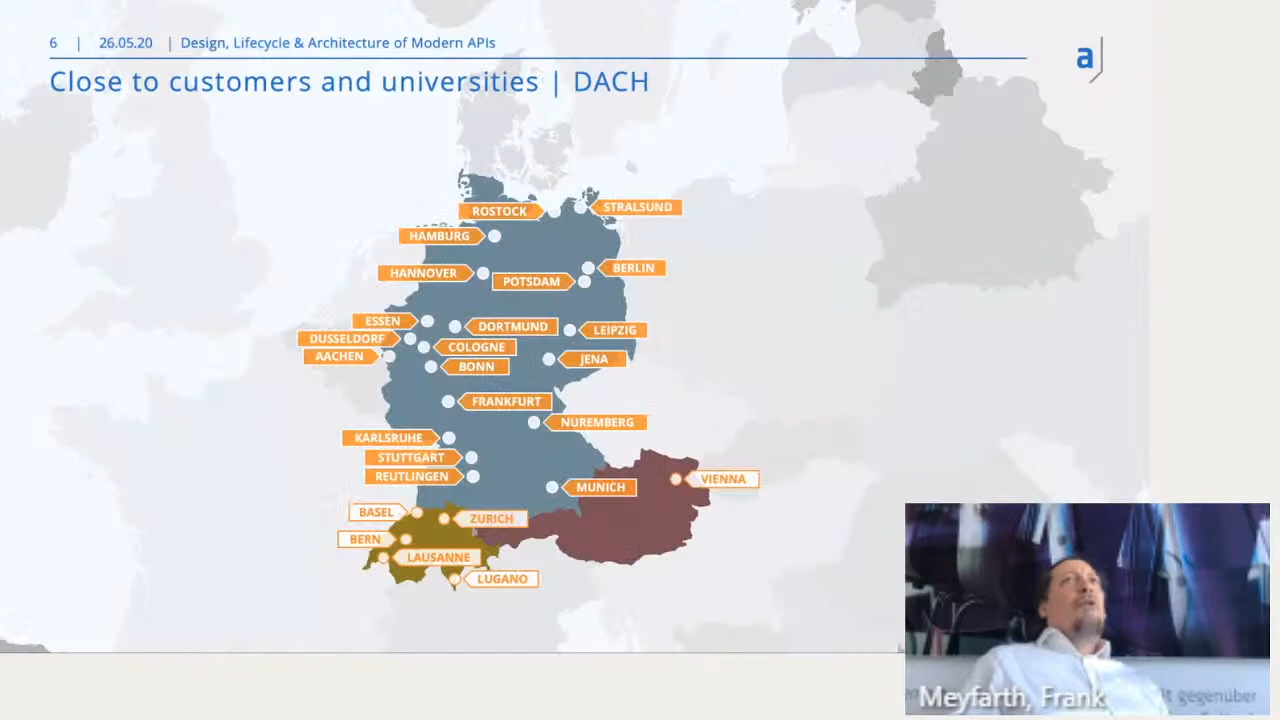 6 | 26.05.20 | Design, Lifecycle & Architecture of Modern APIs
a
Close to customers and universities | DACH
ROSTOCK
STRALSUND
HAMBURG
HANNOVER
BERLIN
POTSDAM
ESSEN
DORTMUND
LEIPZIG
DUSSELDORF
COLOGNE
AACHEN
JENA
BONN
FRANKFURT
NUREMBERG
KARLSRUHE
STUTTGART
REUTLINGEN
VIENNA
MUNICH
BASEL
ZURICH
BERN
LAUSANNE
LUGANO
Meyfarth, Frank
gegenüber